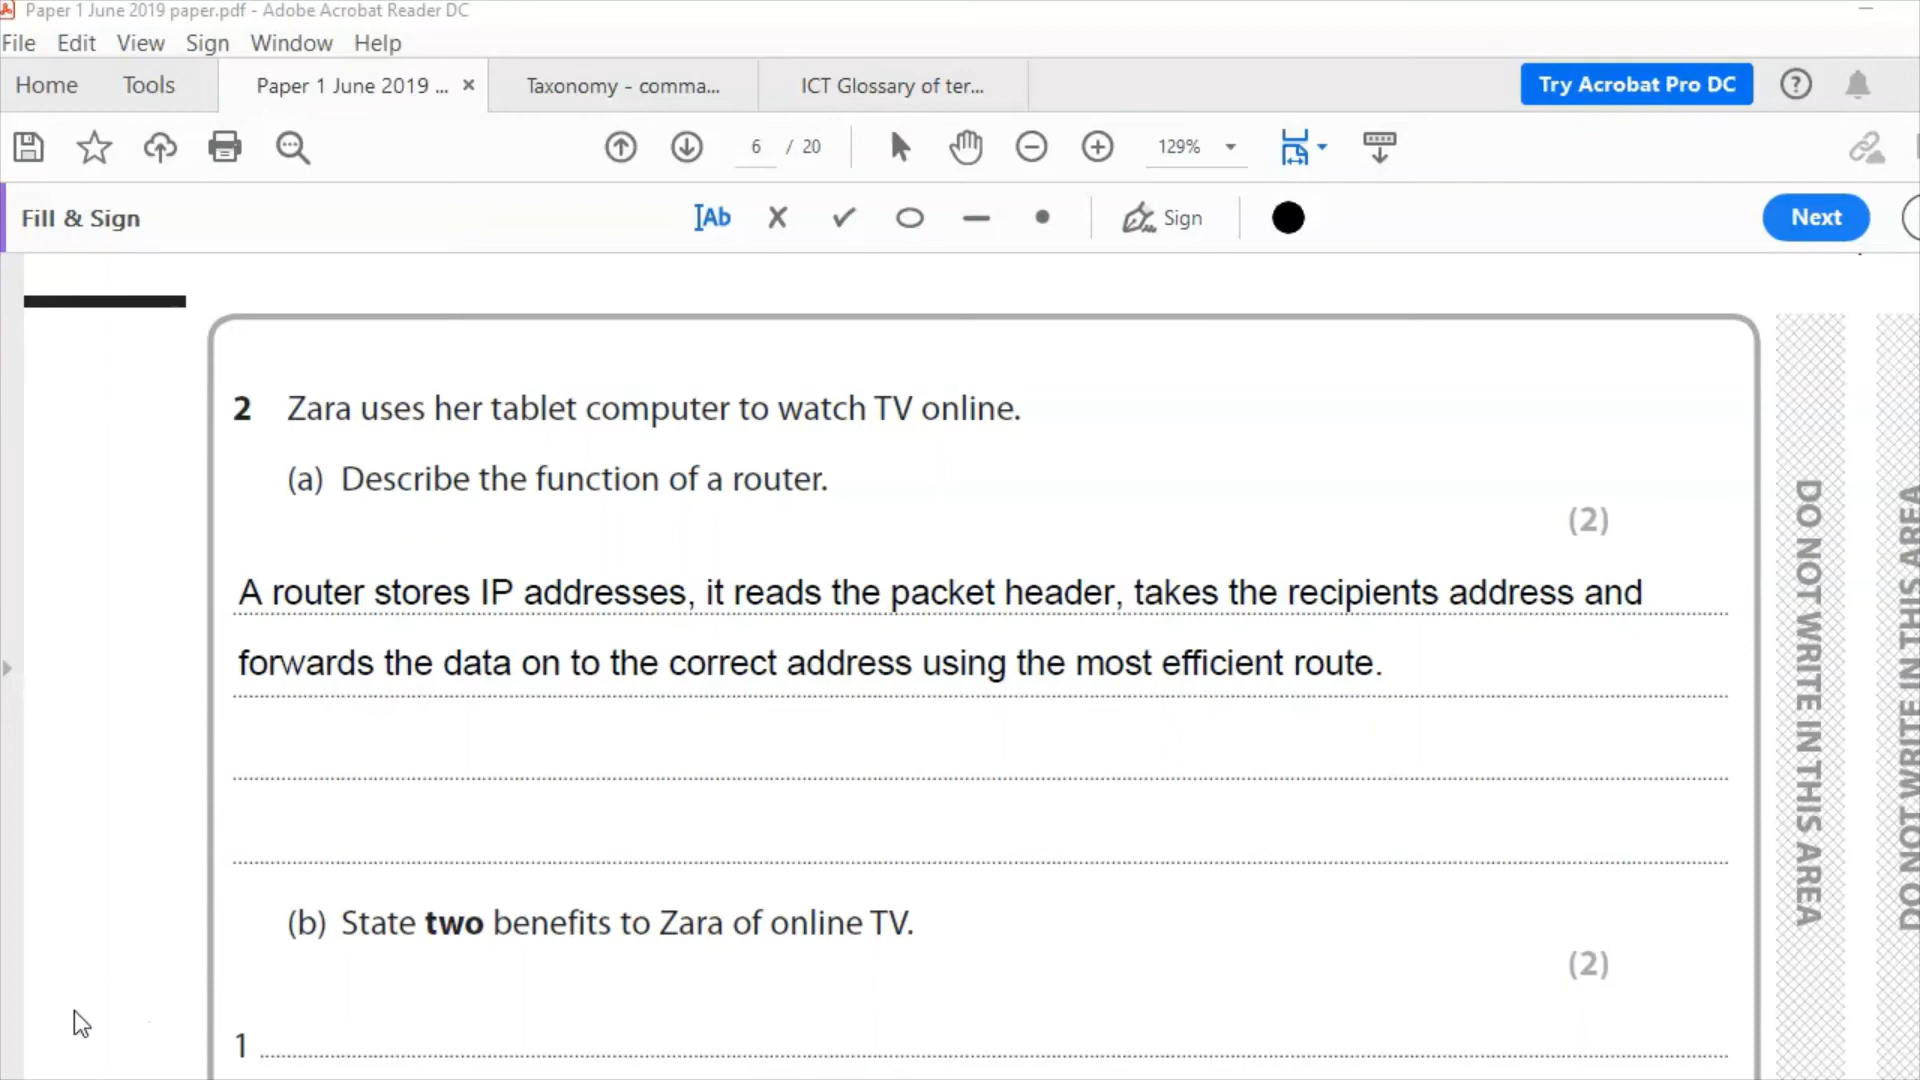 Paper 1 June 2019 paper.pdf - Adobe Acrobat Reader DC
File Edit View Sign Window Help
Home Tools Paper 1 June 2019 ... × Taxonomy - comma... ICT Glossary of ter... Try Acrobat Pro DC
6 / 20 129%
Fill & Sign Ab Sign Next
2 Zara uses her tablet computer to watch TV online.
(a) Describe the function of a router.
(2)
A router stores IP addresses, it reads the packet header, takes the recipients address and
forwards the data on to the correct address using the most efficient route.
(b) State two benefits to Zara of online TV.
(2)
1
DO NOT WRITE IN THIS AREA
DO NOT WRITE IN THIS AREA